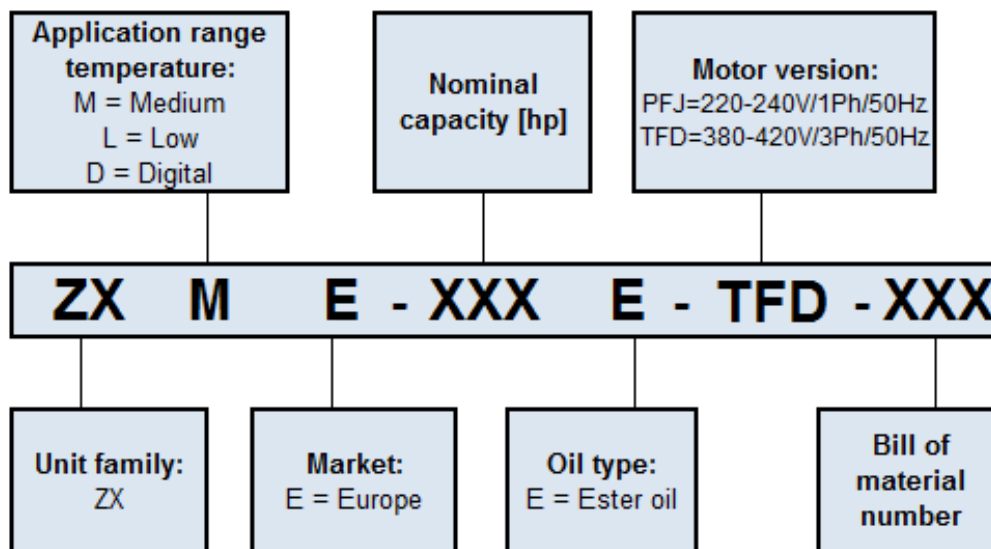 Application range
temperature:
M = Medium
L = Low
D = Digital
Nominal
capacity [hp]
Motor version:
PFJ=220-240V/1Ph/50Hz
TFD=380-420V/3Ph/50Hz
ZX M E - XXX E - TFD - XXX
Unit family:
ZX
Market:
E = Europe
Oil type:
E = Ester oil
Bill of
material
number